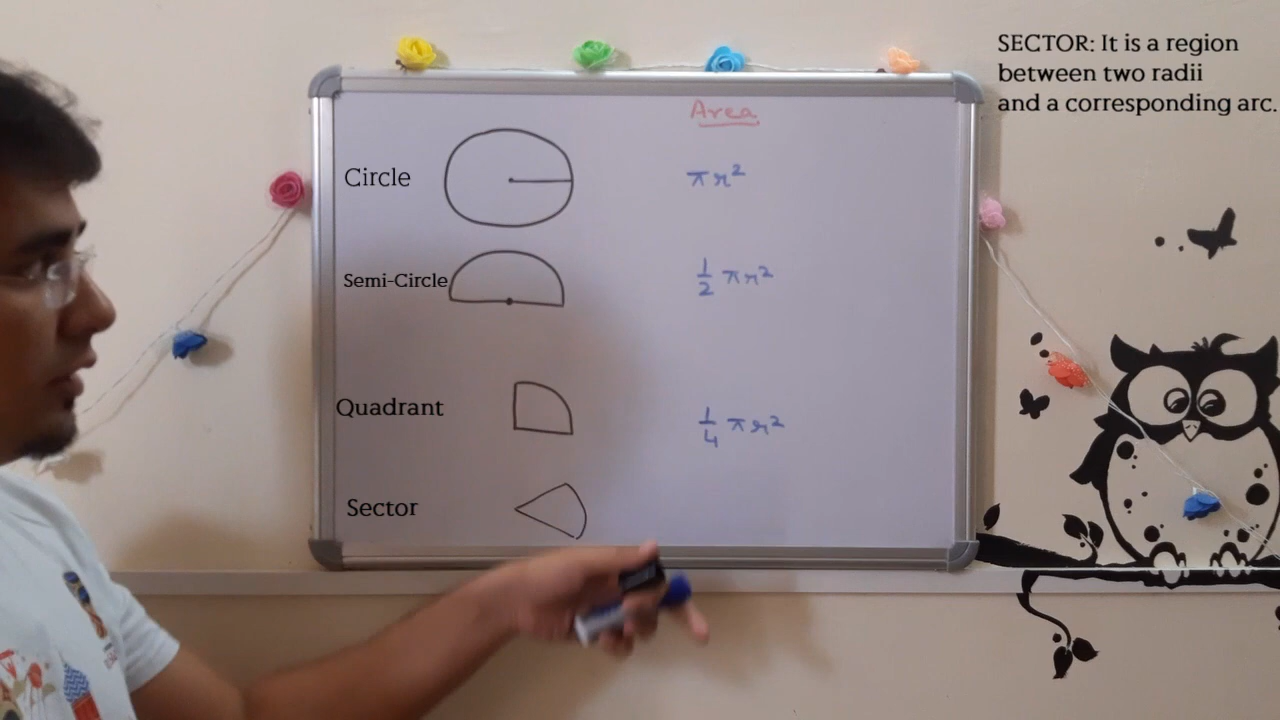 SECTOR: It is a region
between two radii
and a corresponding arc.
Area
Circle πr²
Semi-Circle 1/2 πr²
Quadrant 1/4 πr²
Sector